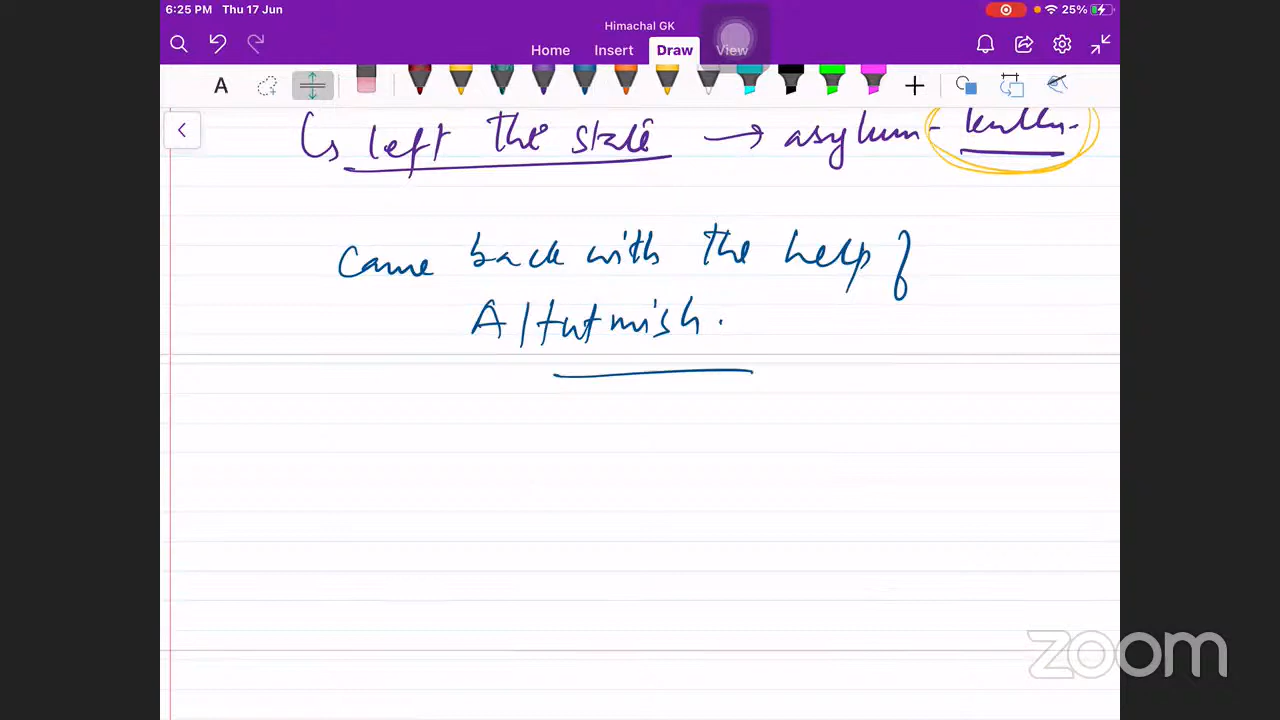 6:25 PM Thu 17 Jun
25%
Himachal GK
Home Insert Draw View
A
↳ left the state → asylum -
Came back with the help of
Altutmish.
zoom